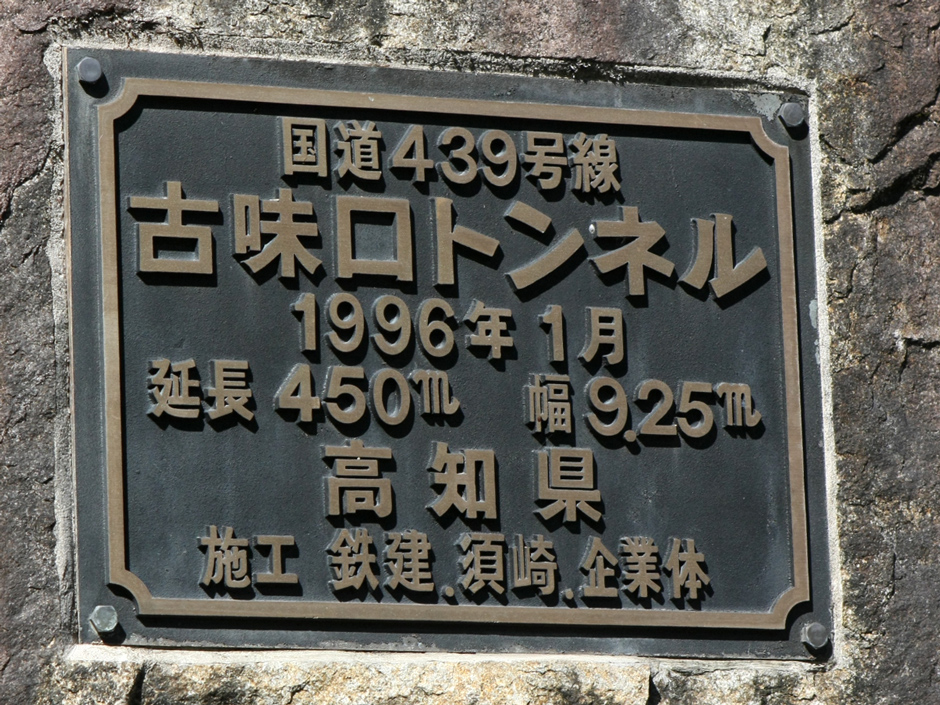 国道439号線
古味口トンネル
1996年 1月
延長 450m 幅 9.25m
高知県
施工 鉄建.須崎.企業体